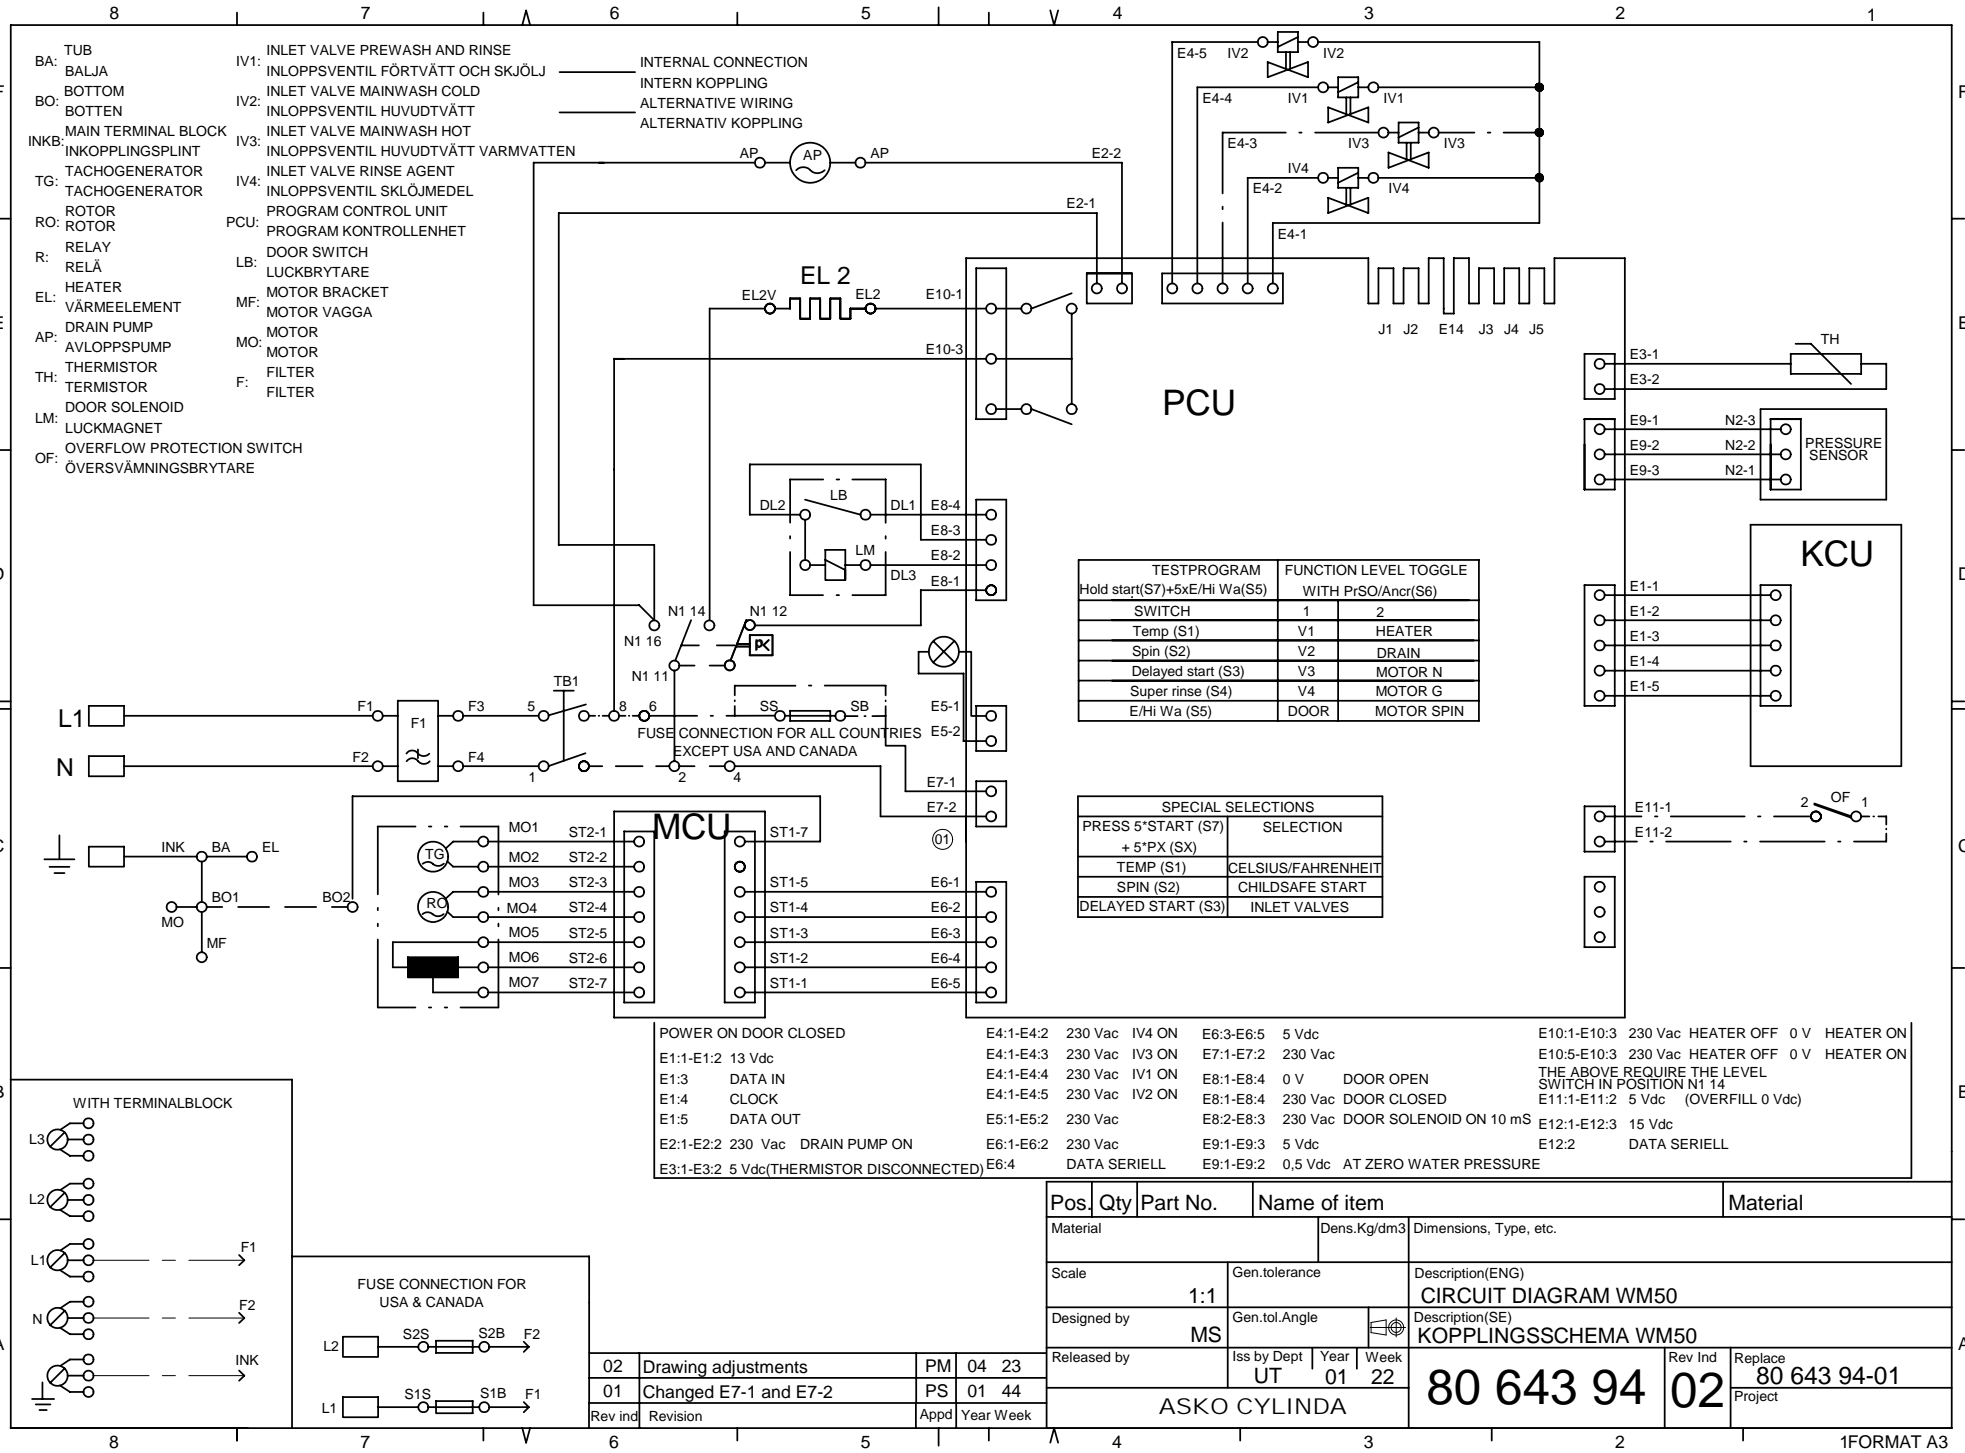 8 7 6 5 4 3 2 1
BA: TUB
BALJA
BO: BOTTOM
BOTTEN
INKB: MAIN TERMINAL BLOCK
INKOPPLINGSPLINT
TG: TACHOGENERATOR
TACHOGENERATOR
RO: ROTOR
ROTOR
R: RELAY
RELÄ
EL: HEATER
VÄRMEELEMENT
AP: DRAIN PUMP
AVLOPPSPUMP
TH: THERMISTOR
TERMISTOR
LM: DOOR SOLENOID
LUCKMAGNET
OF: OVERFLOW PROTECTION SWITCH
ÖVERSVÄMNINGSBRYTARE
IV1: INLET VALVE PREWASH AND RINSE
INLOPPSVENTIL FÖRTVÄTT OCH SKJÖLJ
IV2: INLET VALVE MAINWASH COLD
INLOPPSVENTIL HUVUDTVÄTT
IV3: INLET VALVE MAINWASH HOT
INLOPPSVENTIL HUVUDTVÄTT VARMVATTEN
IV4: INLET VALVE RINSE AGENT
INLOPPSVENTIL SKLÖJMEDEL
PCU: PROGRAM CONTROL UNIT
PROGRAM KONTROLLENHET
LB: DOOR SWITCH
LUCKBRYTARE
MF: MOTOR BRACKET
MOTOR VAGGA
MO: MOTOR
MOTOR
F: FILTER
FILTER
INTERNAL CONNECTION
INTERN KOPPLING
ALTERNATIVE WIRING
ALTERNATIV KOPPLING
AP AP AP E2-2
E2-1
E4-5 IV2 IV2
E4-4 IV1 IV1
E4-3 IV3 IV3
E4-2 IV4 IV4
E4-1
EL 2
EL2V EL2 E10-1
E10-3
PCU
J1 J2 E14 J3 J4 J5
E3-1 TH
E3-2
E9-1 N2-3
E9-2 N2-2
E9-3 N2-1
PRESSURE
SENSOR
KCU
E1-1
E1-2
E1-3
E1-4
E1-5
DL2 LB DL1 E8-4
E8-3
LM E8-2
DL3 E8-1
N1 14 N1 12
N1 16
N1 11
P<
TESTPROGRAM FUNCTION LEVEL TOGGLE
Hold start(S7)+5xE/Hi Wa(S5) WITH PrSO/Ancr(S6)
SWITCH 1 2
Temp (S1) V1 HEATER
Spin (S2) V2 DRAIN
Delayed start (S3) V3 MOTOR N
Super rinse (S4) V4 MOTOR G
E/Hi Wa (S5) DOOR MOTOR SPIN
L1 F1 F1 F3 5 TB1 8 6 SS SB E5-1
FUSE CONNECTION FOR ALL COUNTRIES
EXCEPT USA AND CANADA
E5-2
N F2 F4 1 2 4
E7-1
E7-2
01
SPECIAL SELECTIONS
PRESS 5*START (S7) SELECTION
+ 5*PX (SX)
TEMP (S1) CELSIUS/FAHRENHEIT
SPIN (S2) CHILDSAFE START
DELAYED START (S3) INLET VALVES
E11-1 2 OF 1
E11-2
INK BA EL
MO BO1 BO2
MF
MCU
TG
RO
MO1 ST2-1 ST1-7
MO2 ST2-2
MO3 ST2-3 ST1-5 E6-1
MO4 ST2-4 ST1-4 E6-2
MO5 ST2-5 ST1-3 E6-3
MO6 ST2-6 ST1-2 E6-4
MO7 ST2-7 ST1-1 E6-5
POWER ON DOOR CLOSED
E1:1-E1:2 13 Vdc
E1:3 DATA IN
E1:4 CLOCK
E1:5 DATA OUT
E2:1-E2:2 230 Vac DRAIN PUMP ON
E3:1-E3:2 5 Vdc(THERMISTOR DISCONNECTED)
E4:1-E4:2 230 Vac IV4 ON
E4:1-E4:3 230 Vac IV3 ON
E4:1-E4:4 230 Vac IV1 ON
E4:1-E4:5 230 Vac IV2 ON
E5:1-E5:2 230 Vac
E6:1-E6:2 230 Vac
E6:4 DATA SERIELL
E6:3-E6:5 5 Vdc
E7:1-E7:2 230 Vac
E8:1-E8:4 0 V DOOR OPEN
E8:1-E8:4 230 Vac DOOR CLOSED
E8:2-E8:3 230 Vac DOOR SOLENOID ON 10 mS
E9:1-E9:3 5 Vdc
E9:1-E9:2 0,5 Vdc AT ZERO WATER PRESSURE
E10:1-E10:3 230 Vac HEATER OFF 0 V HEATER ON
E10:5-E10:3 230 Vac HEATER OFF 0 V HEATER ON
THE ABOVE REQUIRE THE LEVEL
SWITCH IN POSITION N1 14
E11:1-E11:2 5 Vdc (OVERFILL 0 Vdc)
E12:1-E12:3 15 Vdc
E12:2 DATA SERIELL
WITH TERMINALBLOCK
L3
L2
L1 F1
N F2
INK
FUSE CONNECTION FOR
USA & CANADA
L2 S2S S2B F2
L1 S1S S1B F1
02 Drawing adjustments PM 04 23
01 Changed E7-1 and E7-2 PS 01 44
Rev ind Revision Appd Year Week
Pos. Qty Part No. Name of item Material
Material Dens.Kg/dm3 Dimensions, Type, etc.
Scale 1:1 Gen.tolerance
Description(ENG)
CIRCUIT DIAGRAM WM50
Designed by MS Gen.tol.Angle
Description(SE)
KOPPLINGSSCHEMA WM50
Released by Iss by Dept UT Year 01 Week 22
ASKO CYLINDA
80 643 94
Rev Ind 02
Replace
80 643 94-01
Project
8 7 6 5 4 3 2 1FORMAT A3
F
E
D
C
B
A